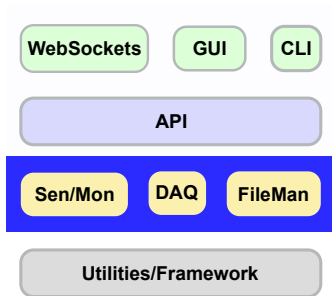 WebSockets GUI CLI
API
Sen/Mon DAQ FileMan
Utilities/Framework